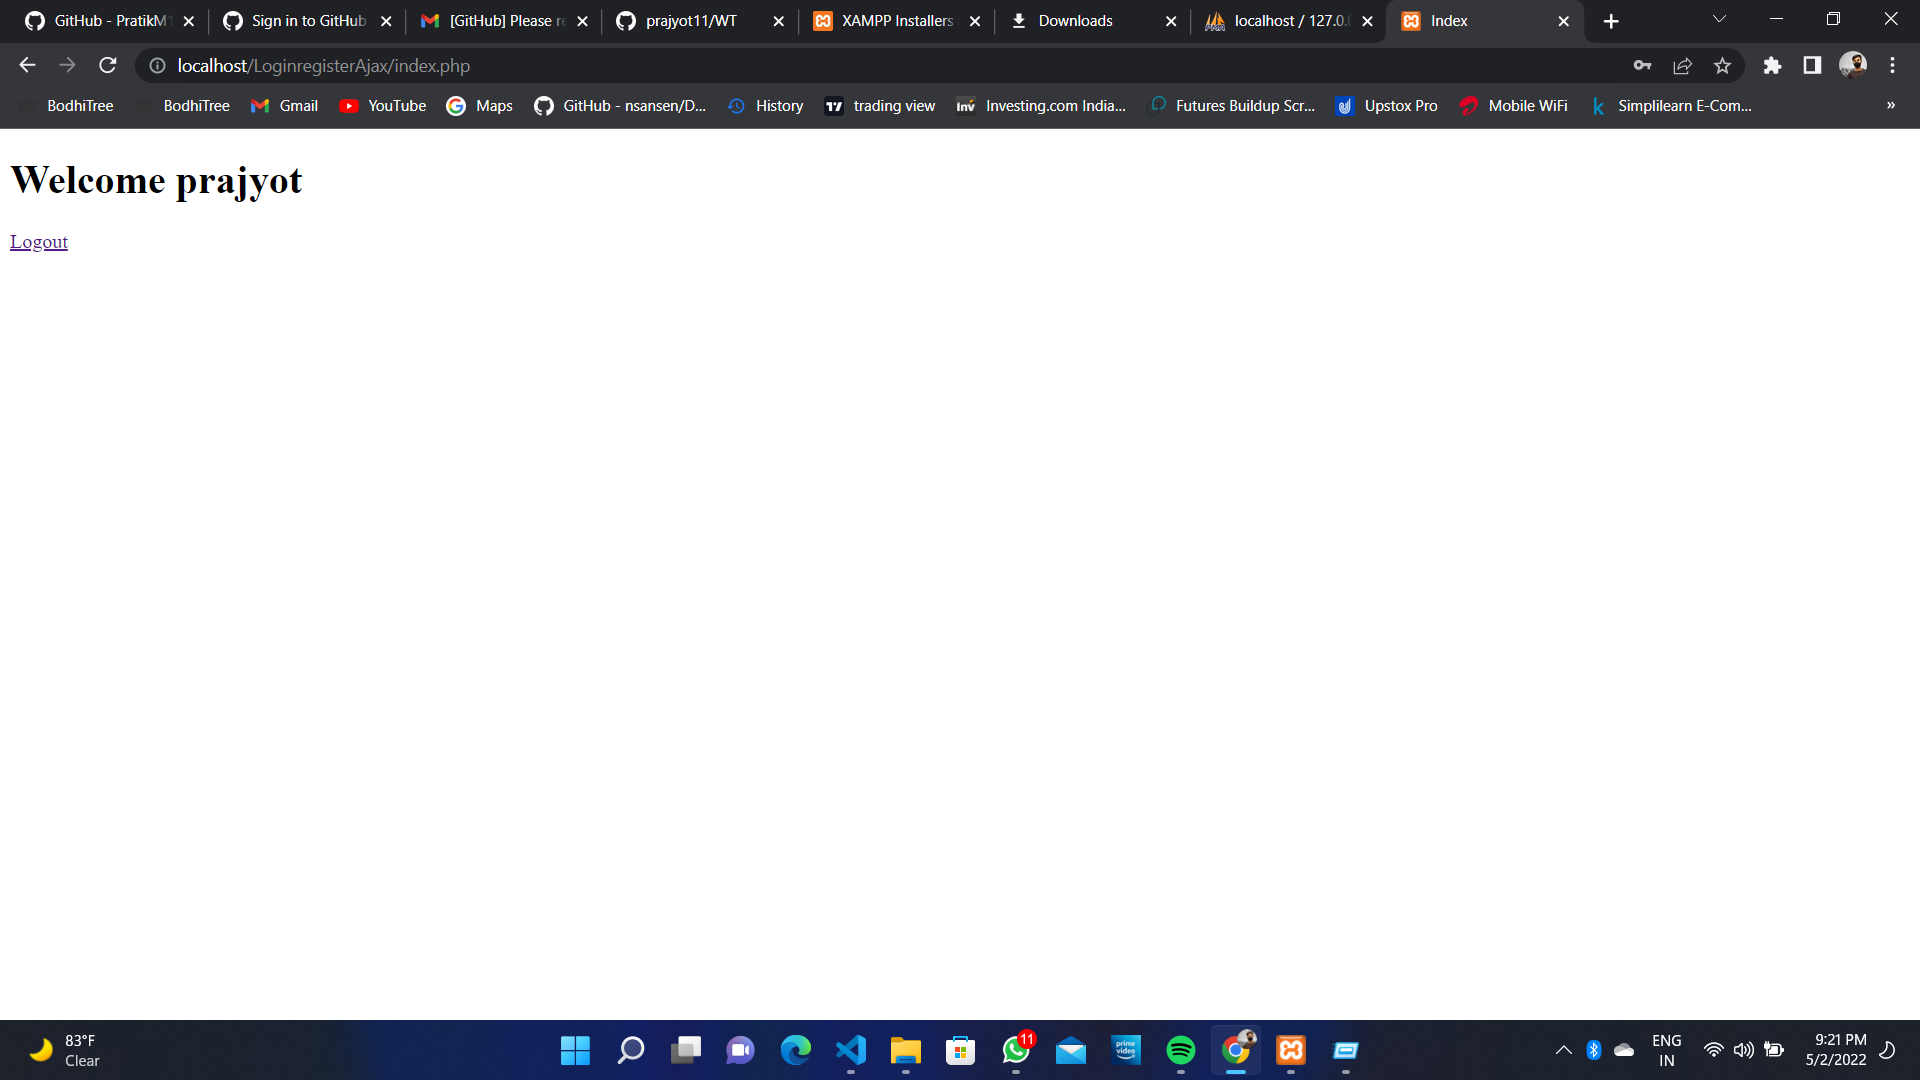 GitHub - PratikM1
Sign in to GitHub
[GitHub] Please re
prajyot11/WT
XAMPP Installers
Downloads
localhost / 127.0.0
Index
localhost/LoginregisterAjax/index.php
BodhiTree
BodhiTree
Gmail
YouTube
Maps
GitHub - nsansen/D...
History
trading view
Investing.com India...
Futures Buildup Scr...
Upstox Pro
Mobile WiFi
Simplilearn E-Com...
»
Welcome prajyot
Logout
83°F
Clear
11
prime video
ENG
IN
9:21 PM
5/2/2022